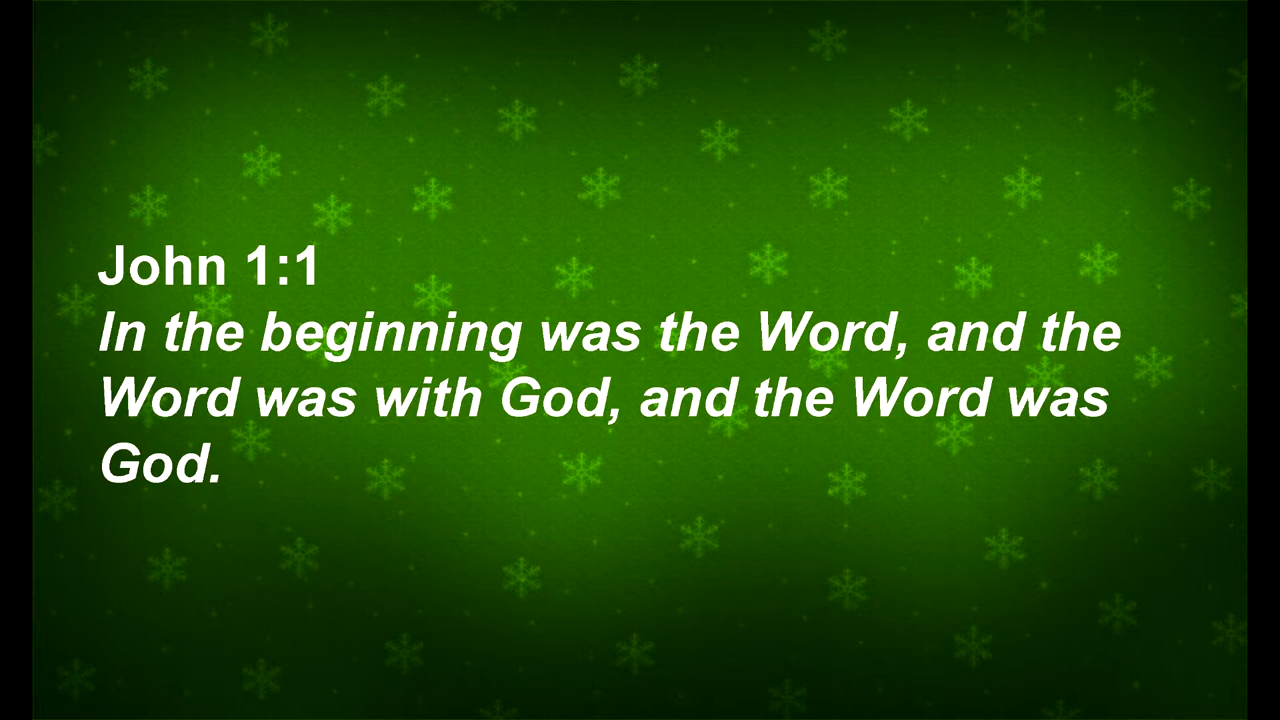 John 1:1
In the beginning was the Word, and the
Word was with God, and the Word was
God.